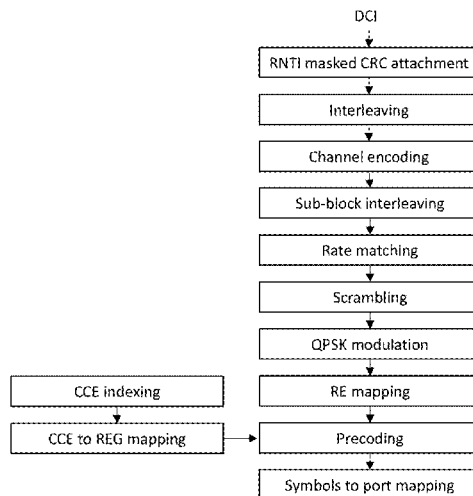 DCI
RNTI masked CRC attachment
Interleaving
Channel encoding
Sub-block interleaving
Rate matching
Scrambling
QPSK modulation
CCE indexing
RE mapping
CCE to REG mapping
Precoding
Symbols to port mapping